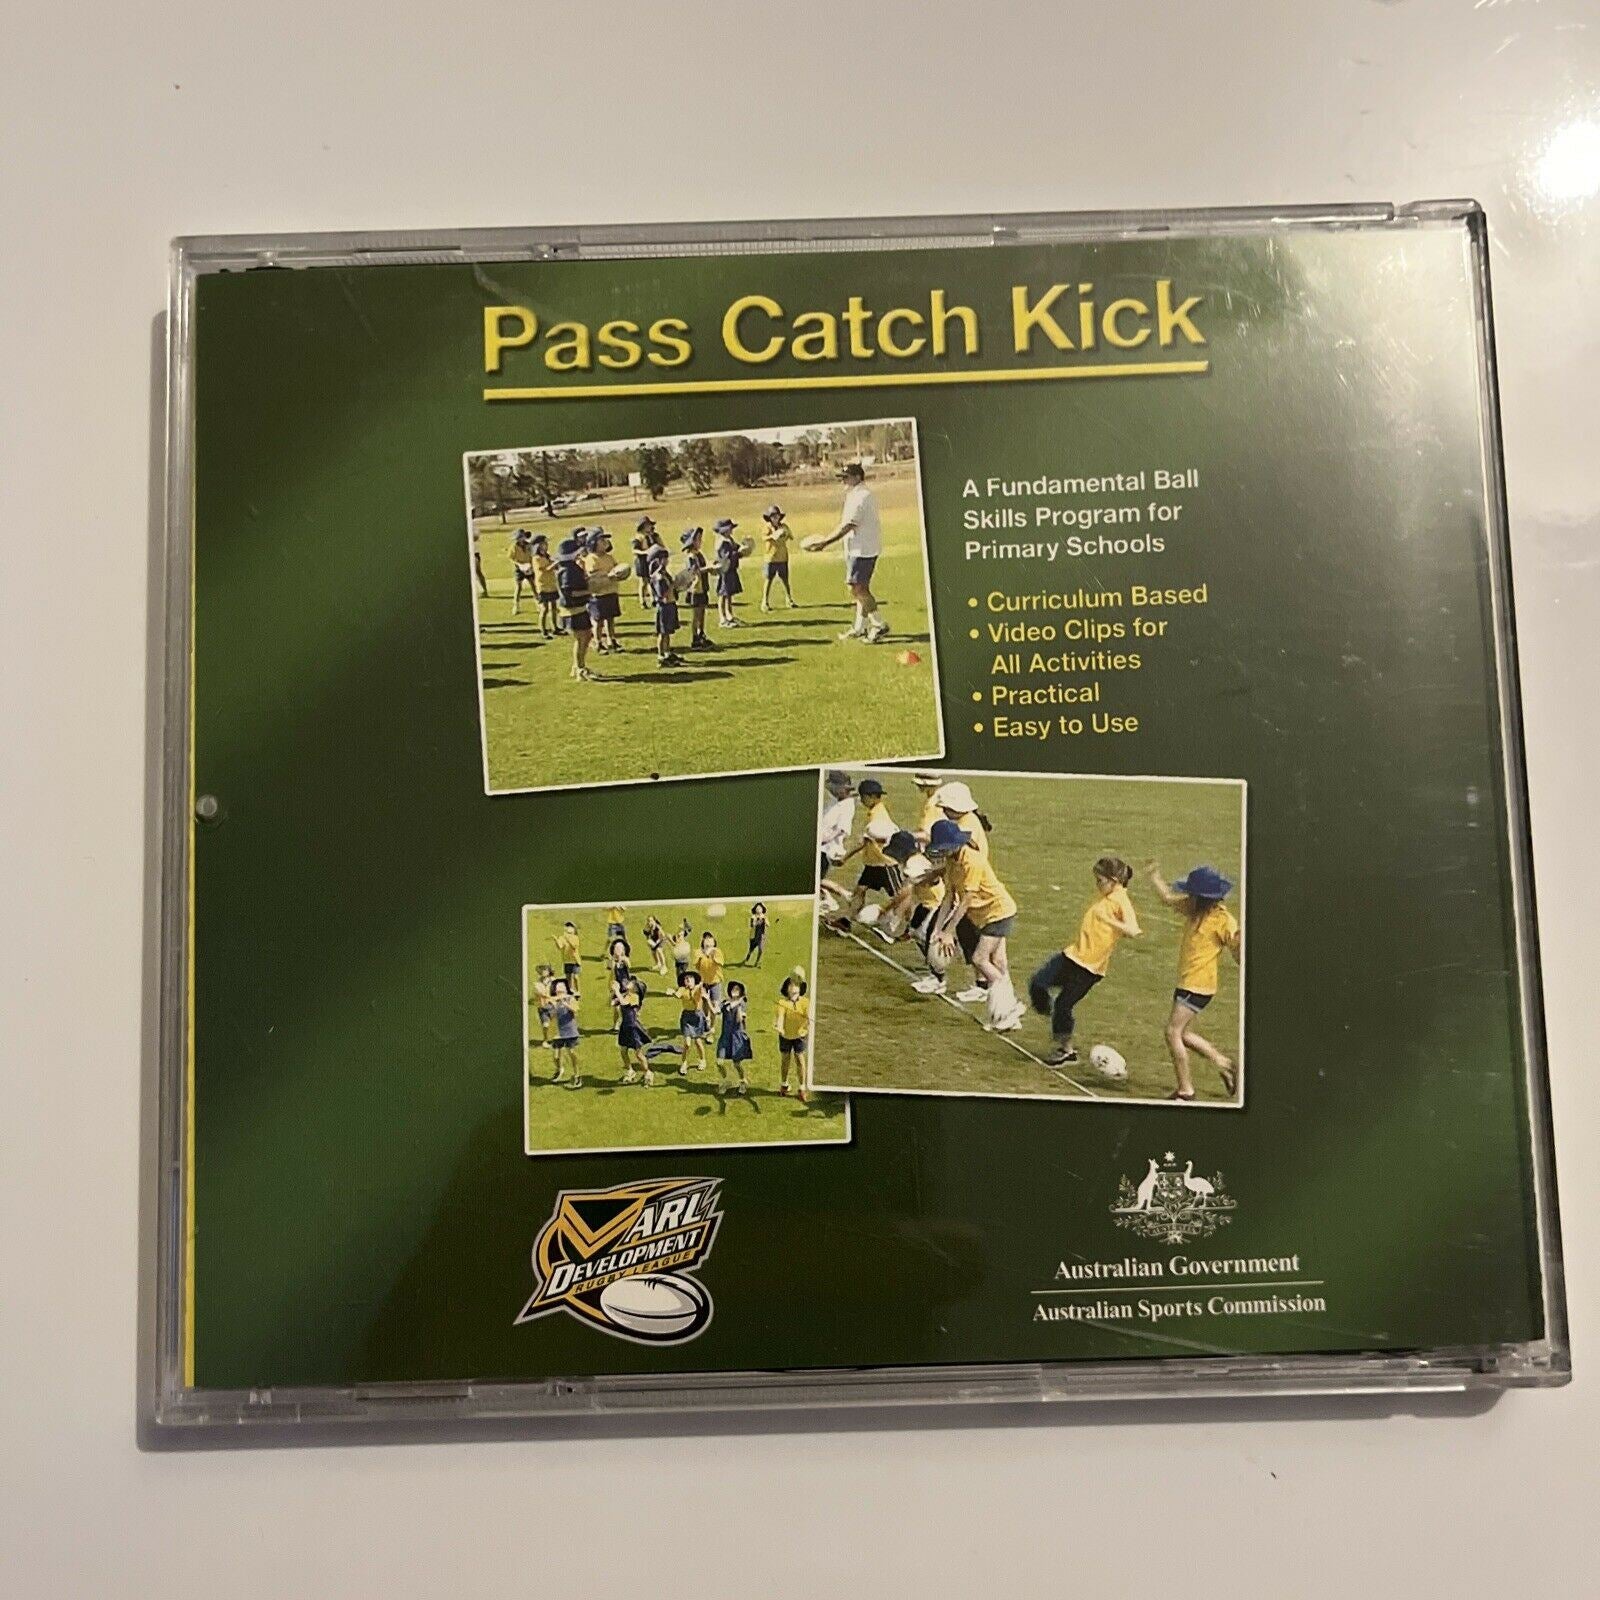 Pass Catch Kick
A Fundamental Ball
Skills Program for
Primary Schools
• Curriculum Based
• Video Clips for
All Activities
• Practical
• Easy to Use
ARL
DEVELOPMENT
RUGBY LEAGUE
AUSTRALIA
Australian Government
Australian Sports Commission